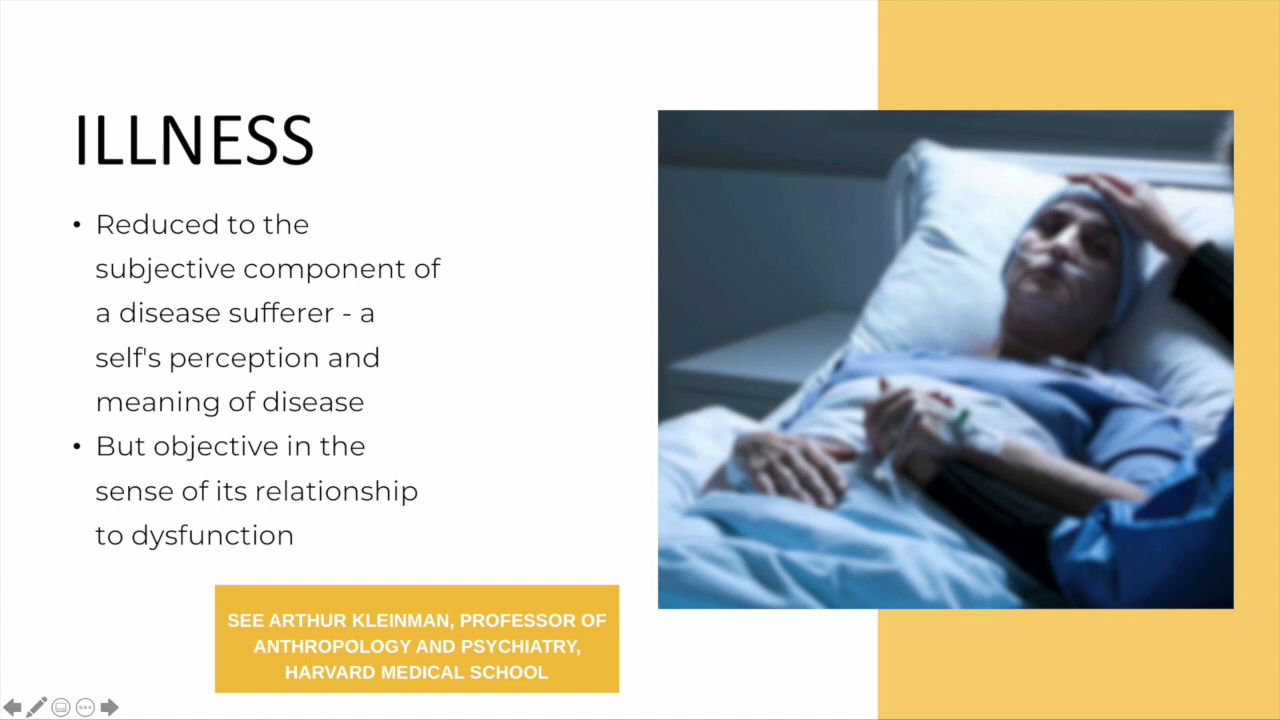 ILLNESS
• Reduced to the
subjective component of
a disease sufferer - a
self's perception and
meaning of disease
• But objective in the
sense of its relationship
to dysfunction
SEE ARTHUR KLEINMAN, PROFESSOR OF
ANTHROPOLOGY AND PSYCHIATRY,
HARVARD MEDICAL SCHOOL